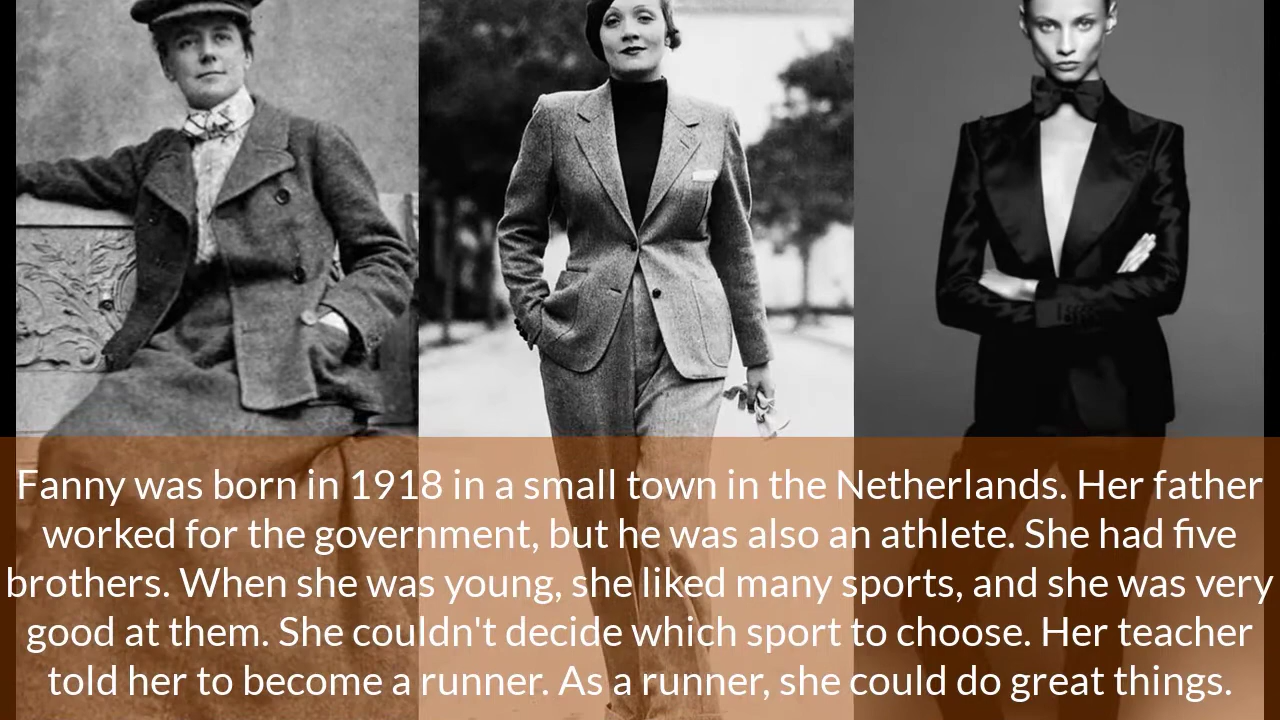 Fanny was born in 1918 in a small town in the Netherlands. Her father
worked for the government, but he was also an athlete. She had five
brothers. When she was young, she liked many sports, and she was very
good at them. She couldn't decide which sport to choose. Her teacher
told her to become a runner. As a runner, she could do great things.